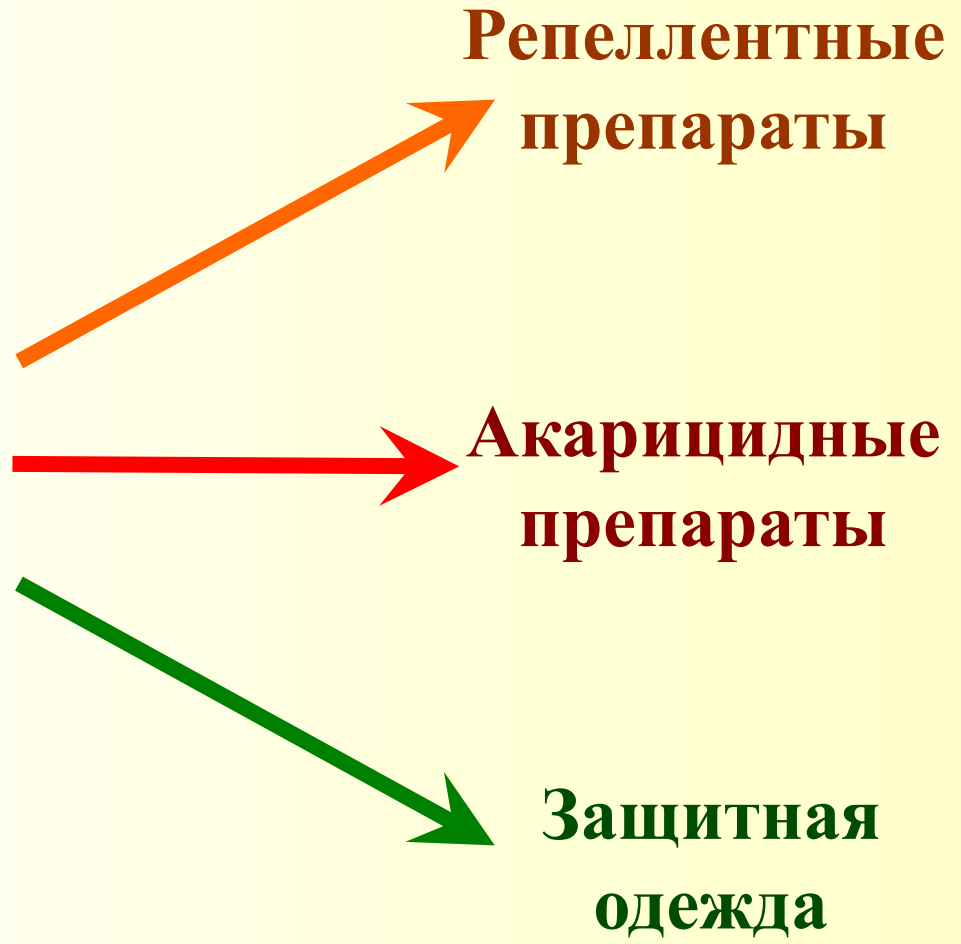 Репеллентные
препараты
Акарицидные
препараты
Защитная
одежда